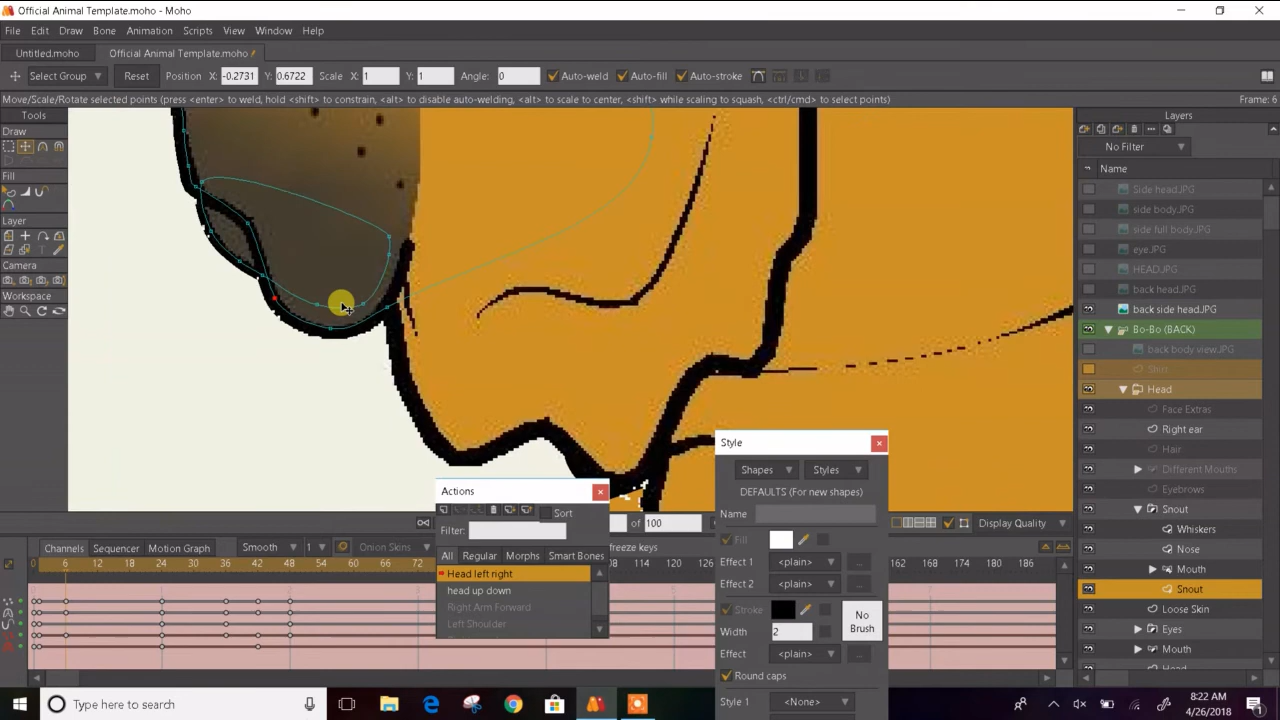 Official Animal Template.moho - Moho
File Edit Draw Bone Animation Scripts View Window Help
Untitled.moho Official Animal Template.moho
Select Group Reset Position X: -0.2731 Y: 0.6722 Scale X: 1 Y: 1 Angle: 0 Auto-weld Auto-fill Auto-stroke
Move/Scale/Rotate selected points (press <enter> to weld, hold <shift> to constrain, <alt> to disable auto-welding, <alt> to scale to center, <shift> while scaling to squash, <ctrl/cmd> to select points) Frame: 6
Tools
Draw
Fill
Layer
Camera
Workspace
Layers
No Filter
Name
Side head.JPG
side body.JPG
side full body.JPG
eye.JPG
HEAD.JPG
back head.JPG
back side head.JPG
Bo-Bo (BACK)
back body view.JPG
Shirt
Head
Face Extras
Right ear
Hair
Different Mouths
Eyebrows
Snout
Whiskers
Nose
Mouth
Snout
Loose Skin
Eyes
Mouth
Head
Style
Shapes Styles
DEFAULTS (For new shapes)
Name
Fill
Effect 1 <plain> ...
Effect 2 <plain> ...
Stroke
Width 2
No Brush
Effect <plain> ...
Round caps
Style 1 <None>
Actions
Sort
Filter:
All Regular Morphs Smart Bones
Head left right
head up down
Right Arm Forward
Left Shoulder
of 100 Display Quality
Channels Sequencer Motion Graph Smooth 1 Onion Skins freeze keys
0 6 12 18 24 30 36 42 48 54 60 66 72 108 114 120 126 162 168 174 180 186
Type here to search
8:22 AM
4/26/2018